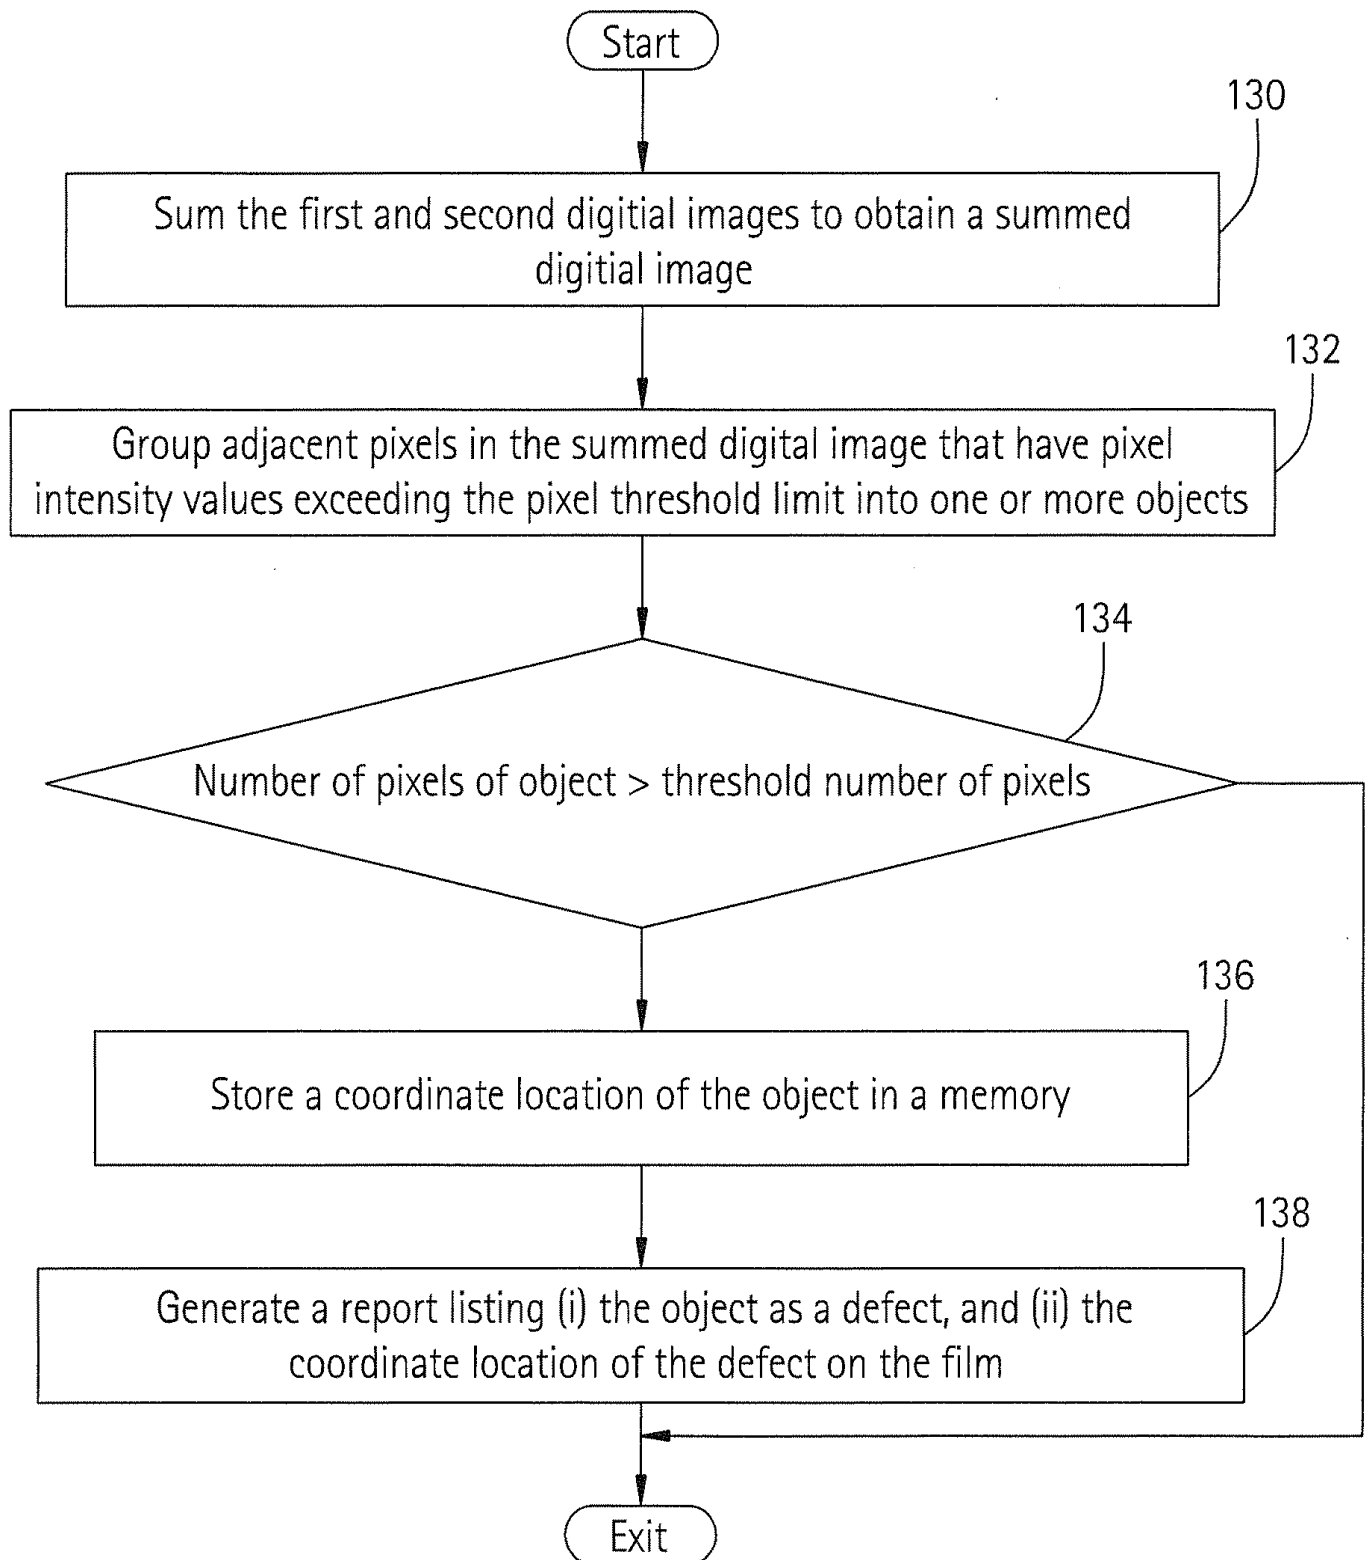 Start
130
Sum the first and second digitial images to obtain a summed
digitial image
132
Group adjacent pixels in the summed digital image that have pixel
intensity values exceeding the pixel threshold limit into one or more objects
134
Number of pixels of object > threshold number of pixels
136
Store a coordinate location of the object in a memory
138
Generate a report listing (i) the object as a defect, and (ii) the
coordinate location of the defect on the film
Exit